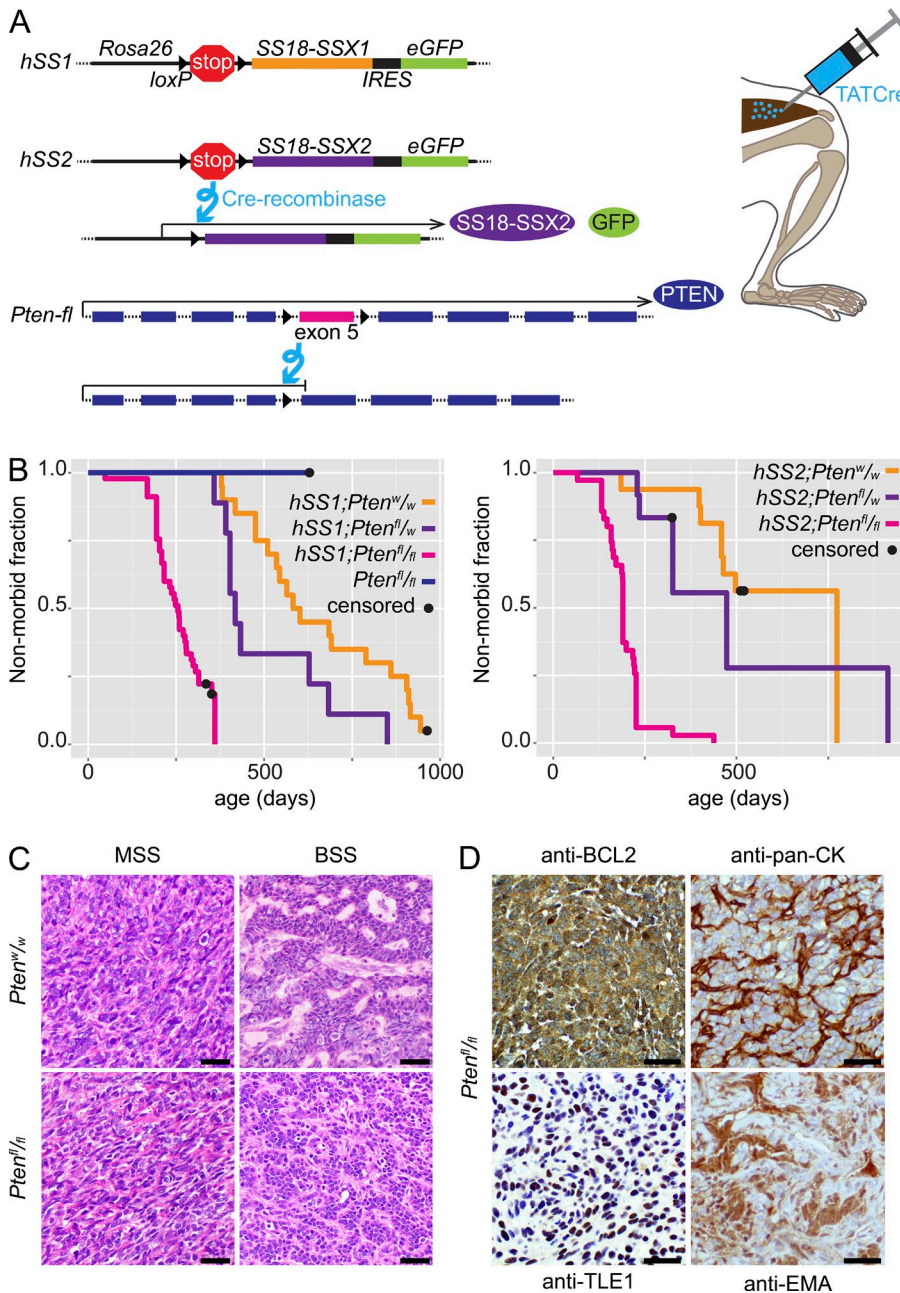 A
Rosa26
SS18-SSX1
eGFP
hSS1
stop
loxP
IRES
TATCre
SS18-SSX2
eGFP
hSS2
stop
Cre-recombinase
SS18-SSX2
GFP
PTEN
Pten-fl
exon 5
B
1.0
0.5
0.0
Non-morbid fraction
hSS1;Pten^w/w
hSS1;Pten^fl/w
hSS1;Pten^fl/fl
Pten^fl/fl
censored
0
500
1000
age (days)
1.0
0.5
0.0
Non-morbid fraction
hSS2;Pten^w/w
hSS2;Pten^fl/w
hSS2;Pten^fl/fl
censored
0
500
age (days)
C
MSS
BSS
Pten^w/w
Pten^fl/fl
D
anti-BCL2
anti-pan-CK
Pten^fl/fl
anti-TLE1
anti-EMA